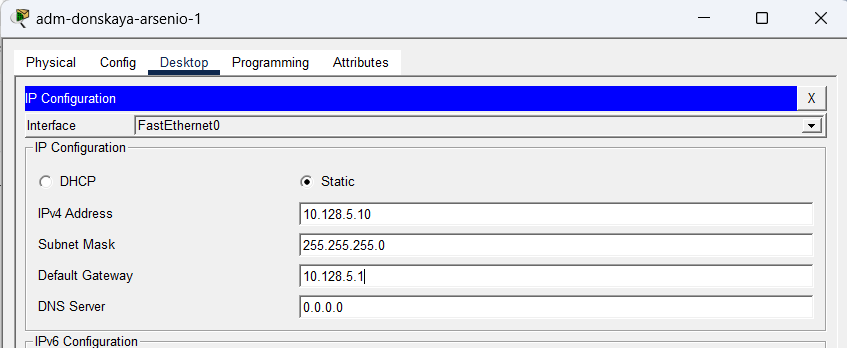 adm-donskaya-arsenio-1
Physical Config Desktop Programming Attributes
IP Configuration X
Interface FastEthernet0
IP Configuration
DHCP Static
IPv4 Address 10.128.5.10
Subnet Mask 255.255.255.0
Default Gateway 10.128.5.1
DNS Server 0.0.0.0
IPv6 Configuration